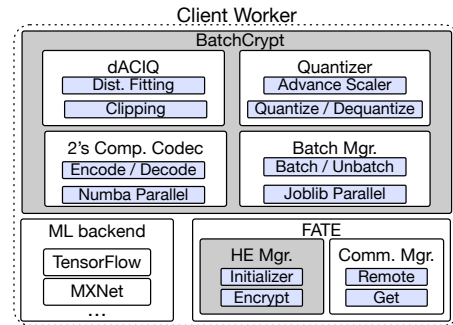 Client Worker
BatchCrypt
dACIQ
Dist. Fitting
Clipping
Quantizer
Advance Scaler
Quantize / Dequantize
2's Comp. Codec
Encode / Decode
Numba Parallel
Batch Mgr.
Batch / Unbatch
Joblib Parallel
ML backend
TensorFlow
MXNet
...
FATE
HE Mgr.
Initializer
Encrypt
Comm. Mgr.
Remote
Get